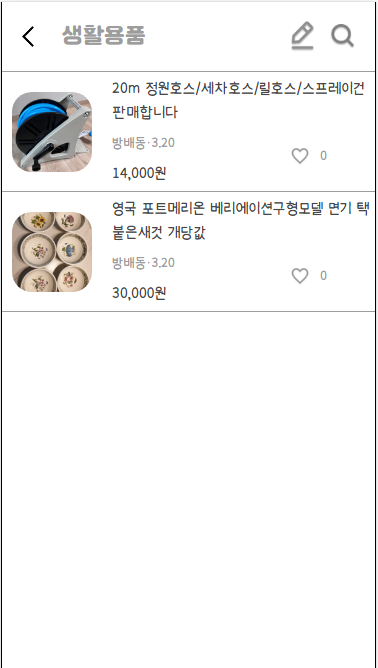 생활용품
20m 정원호스/세차호스/릴호스/스프레이건
판매합니다
방배동·3.20
0
14,000원
영국 포트메리온 베리에이션구형모델 면기 택
붙은새것 개당값
방배동·3.20
0
30,000원